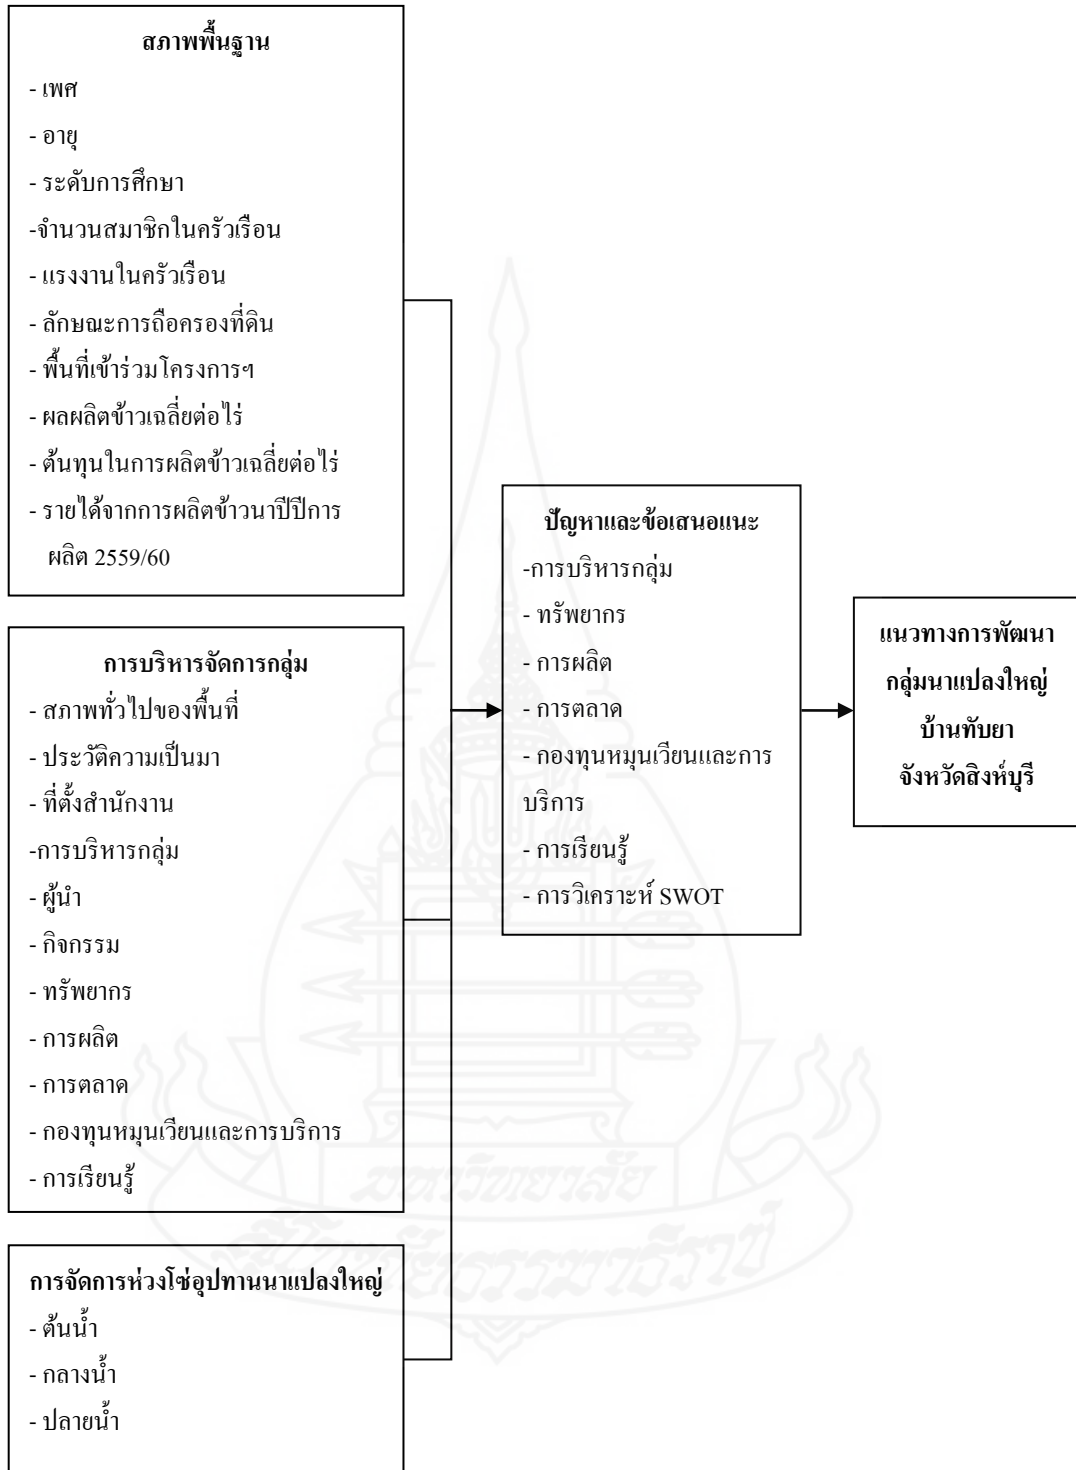 สภาพพื้นฐาน
- เพศ
- อายุ
- ระดับการศึกษา
-จำนวนสมาชิกในครัวเรือน
- แรงงานในครัวเรือน
- ลักษณะการถือครองที่ดิน
- พื้นที่เข้าร่วมโครงการฯ
- ผลผลิตข้าวเฉลี่ยต่อไร่
- ต้นทุนในการผลิตข้าวเฉลี่ยต่อไร่
- รายได้จากการผลิตข้าวนาปีปีการ
ผลิต 2559/60
การบริหารจัดการกลุ่ม
- สภาพทั่วไปของพื้นที่
- ประวัติความเป็นมา
- ที่ตั้งสำนักงาน
-การบริหารกลุ่ม
- ผู้นำ
- กิจกรรม
- ทรัพยากร
- การผลิต
- การตลาด
- กองทุนหมุนเวียนและการบริการ
- การเรียนรู้
การจัดการห่วงโซ่อุปทานนาแปลงใหญ่
- ต้นน้ำ
- กลางน้ำ
- ปลายน้ำ
ปัญหาและข้อเสนอแนะ
-การบริหารกลุ่ม
- ทรัพยากร
- การผลิต
- การตลาด
- กองทุนหมุนเวียนและการ
บริการ
- การเรียนรู้
- การวิเคราะห์ SWOT
แนวทางการพัฒนา
กลุ่มนาแปลงใหญ่
บ้านทับยา
จังหวัดสิงห์บุรี
มหาวิทยาลัย
สุโขทัยธรรมาธิราช